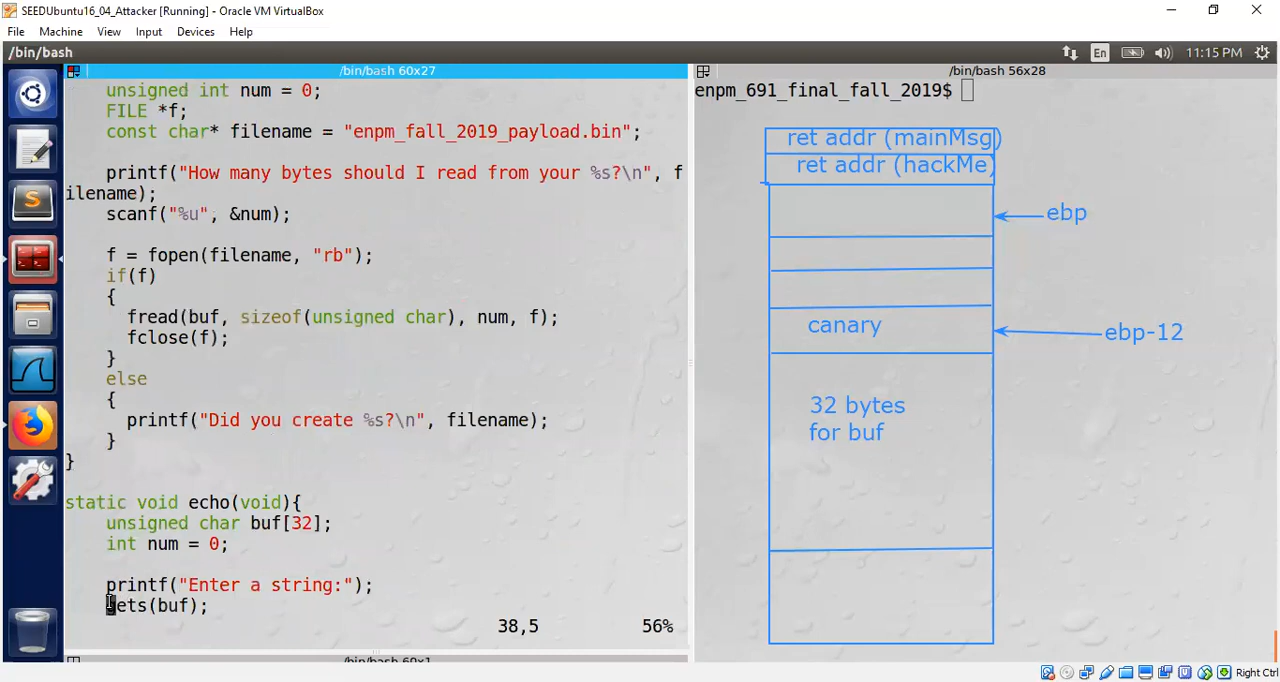 SEEDUbuntu16_04_Attacker [Running] - Oracle VM VirtualBox
File Machine View Input Devices Help
/bin/bash
En
11:15 PM
/bin/bash 60x27
unsigned int num = 0;
FILE *f;
const char* filename = "enpm_fall_2019_payload.bin";
printf("How many bytes should I read from your %s?\n", f
ilename);
scanf("%u", &num);
f = fopen(filename, "rb");
if(f)
{
fread(buf, sizeof(unsigned char), num, f);
fclose(f);
}
else
{
printf("Did you create %s?\n", filename);
}
}
static void echo(void){
unsigned char buf[32];
int num = 0;
printf("Enter a string:");
gets(buf);
38,5 56%
/bin/bash 56x28
enpm_691_final_fall_2019$
ret addr (mainMsg)
ret addr (hackMe)
ebp
canary
ebp-12
32 bytes
for buf
Right Ctrl